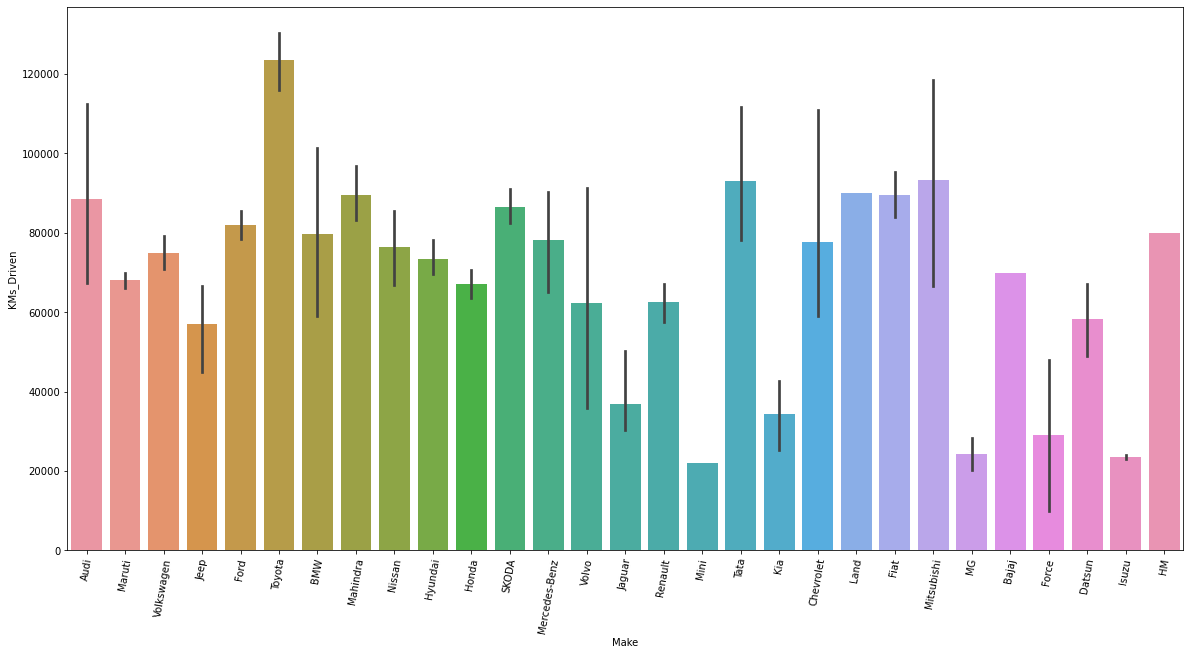 120000
100000
80000
60000
40000
20000
0
KMs_Driven
Audi
Maruti
Volkswagen
Jeep
Ford
Toyota
BMW
Mahindra
Nissan
Hyundai
Honda
SKODA
Mercedes-Benz
Volvo
Jaguar
Renault
Mini
Tata
Kia
Chevrolet
Land
Fiat
Mitsubishi
MG
Bajaj
Force
Datsun
Isuzu
HM
Make